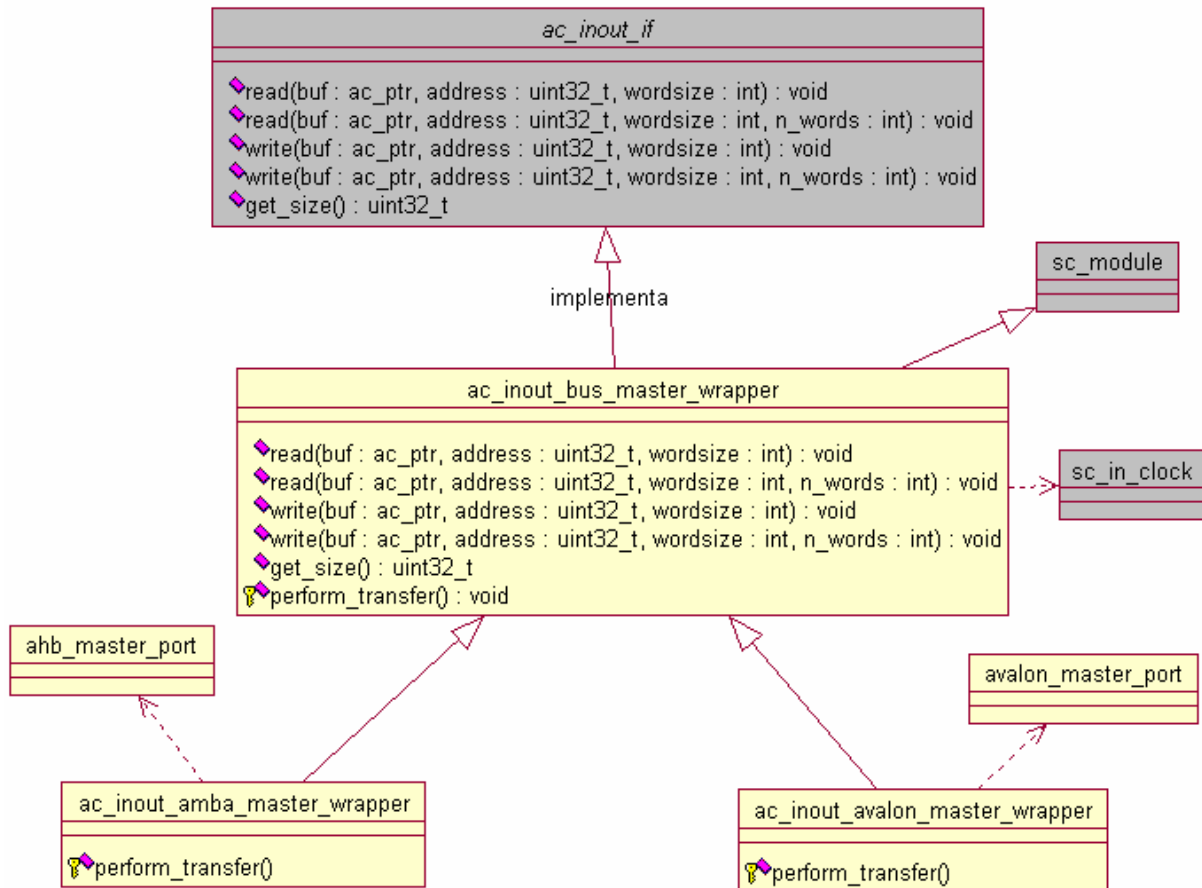 ac_inout_if
read(buf : ac_ptr, address : uint32_t, wordsize : int) : void
read(buf : ac_ptr, address : uint32_t, wordsize : int, n_words : int) : void
write(buf : ac_ptr, address : uint32_t, wordsize : int) : void
write(buf : ac_ptr, address : uint32_t, wordsize : int, n_words : int) : void
get_size() : uint32_t
sc_module
implementa
ac_inout_bus_master_wrapper
read(buf : ac_ptr, address : uint32_t, wordsize : int) : void
read(buf : ac_ptr, address : uint32_t, wordsize : int, n_words : int) : void
write(buf : ac_ptr, address : uint32_t, wordsize : int) : void
write(buf : ac_ptr, address : uint32_t, wordsize : int, n_words : int) : void
get_size() : uint32_t
perform_transfer() : void
sc_in_clock
ahb_master_port
avalon_master_port
ac_inout_amba_master_wrapper
perform_transfer()
ac_inout_avalon_master_wrapper
perform_transfer()